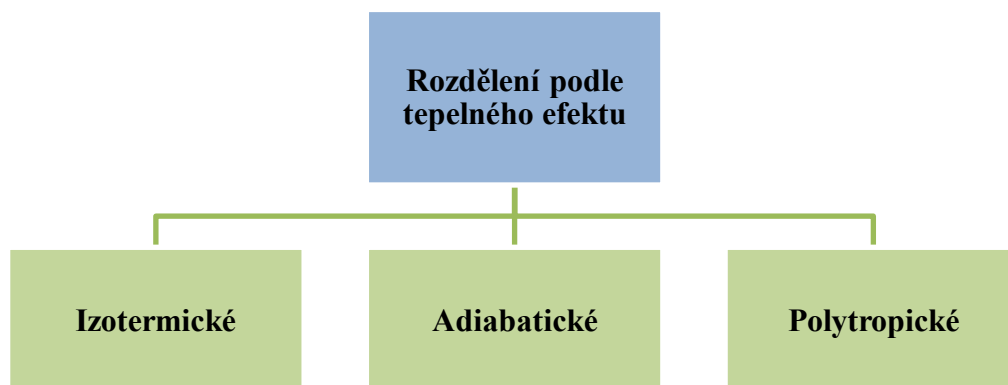 Rozdělení podle
tepelného efektu
Izotermické
Adiabatické
Polytropické